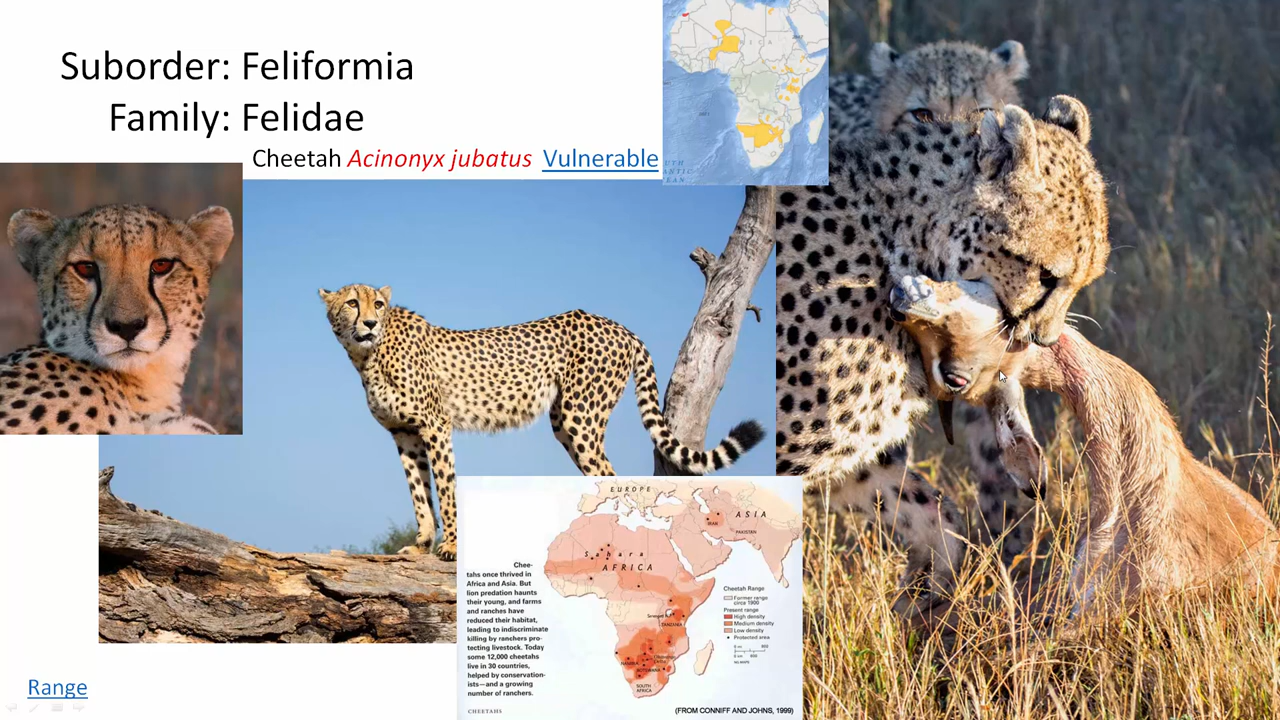 Suborder: Feliformia
Family: Felidae
Cheetah Acinonyx jubatus Vulnerable
EUROPE
ASIA
IRAN
PAKISTAN
Sahara
AFRICA
Chee-
tahs once thrived in
Africa and Asia. But
lion predation haunts
their young, and farms
and ranches have
reduced their habitat,
leading to indiscriminate
killing by ranchers pro-
tecting livestock. Today
some 12,000 cheetahs
live in 30 countries,
helped by conservation-
ists—and a growing
number of ranchers.
CHEETAHS
Cheetah Range
Former range
circa 1900
Present range
High density
Medium density
Low density
Protected area
TANZANIA
NAMIBIA
SOUTH
AFRICA
(FROM CONNIFF AND JOHNS, 1999)
Range